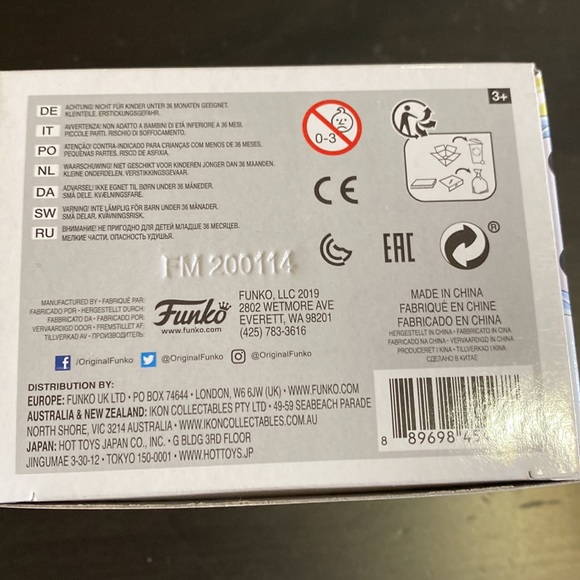 3+
DE ACHTUNG! NICHT FÜR KINDER UNTER 36 MONATEN GEEIGNET.
KLEINTEILE. ERSTICKUNGSGEFAHR.
IT AVVERTENZA: NON ADATTO A BAMBINI DI ETÀ INFERIORE A 36 MESI.
PICCOLE PARTI. RISCHIO DI SOFFOCAMENTO.
PO ATENÇÃO! CONTRA-INDICADO PARA CRIANÇAS COM MENOS DE 36 MESES.
PEQUENAS PARTES. RISCO DE ASFIXIA.
NL WAARSCHUWING! NIET GESCHIKT VOOR KINDEREN JONGER DAN 36 MAANDEN.
KLEINE ONDERDELEN. VERSTIKKINGSGEVAAR.
DA ADVARSEL! IKKE EGNET TIL BØRN UNDER 36 MÅNEDER.
SMÅ DELE. KVÆLNINGSFARE.
SW VARNING! INTE LÄMPLIG FÖR BARN UNDER 36 MÅNADER.
SMÅ DELAR. KVÄVNINGSRISK.
RU ВНИМАНИЕ! НЕ ПРИГОДНО ДЛЯ ДЕТЕЙ МЛАДШЕ 36 МЕСЯЦЕВ.
МЕЛКИЕ ЧАСТИ, ОПАСНОСТЬ УДУШЬЯ.
0-3
CE
EAC
®
FM 200114
MANUFACTURED BY • FABRIQUÉ PAR:
FABRICADO POR • HERGESTELLT DURCH:
FABBRICATO DA • FABRICADO POR:
VERVAARDIGD DOOR • FREMSTILLET AF:
TILLVERKAD AV • ПРОИЗВОДИТЕЛЬ:
Funko
www.funko.com
FUNKO, LLC 2019
2802 WETMORE AVE
EVERETT, WA 98201
(425) 783-3616
MADE IN CHINA
FABRIQUÉ EN CHINE
FABRICADO EN CHINA
HERGESTELLT IN CHINA • FABBRICATO IN CINA
FABRICADO NA CHINA • VERVAARDIGD IN CHINA
PRODUCERET I KINA • TILLVERKAD I KINA
СДЕЛАНО В КИТАЕ
f /OriginalFunko @OriginalFunko @OriginalFunko
DISTRIBUTION BY:
EUROPE: FUNKO UK LTD • PO BOX 74644 • LONDON, W6 6JW (UK) • WWW.FUNKO.COM
AUSTRALIA & NEW ZEALAND: IKON COLLECTABLES PTY LTD • 49-59 SEABEACH PARADE
NORTH SHORE, VIC 3214 AUSTRALIA • WWW.IKONCOLLECTABLES.COM.AU
JAPAN: HOT TOYS JAPAN CO., INC. • G BLDG 3RD FLOOR
JINGUMAE 3-30-12 • TOKYO 150-0001 • WWW.HOTTOYS.JP
8 89698